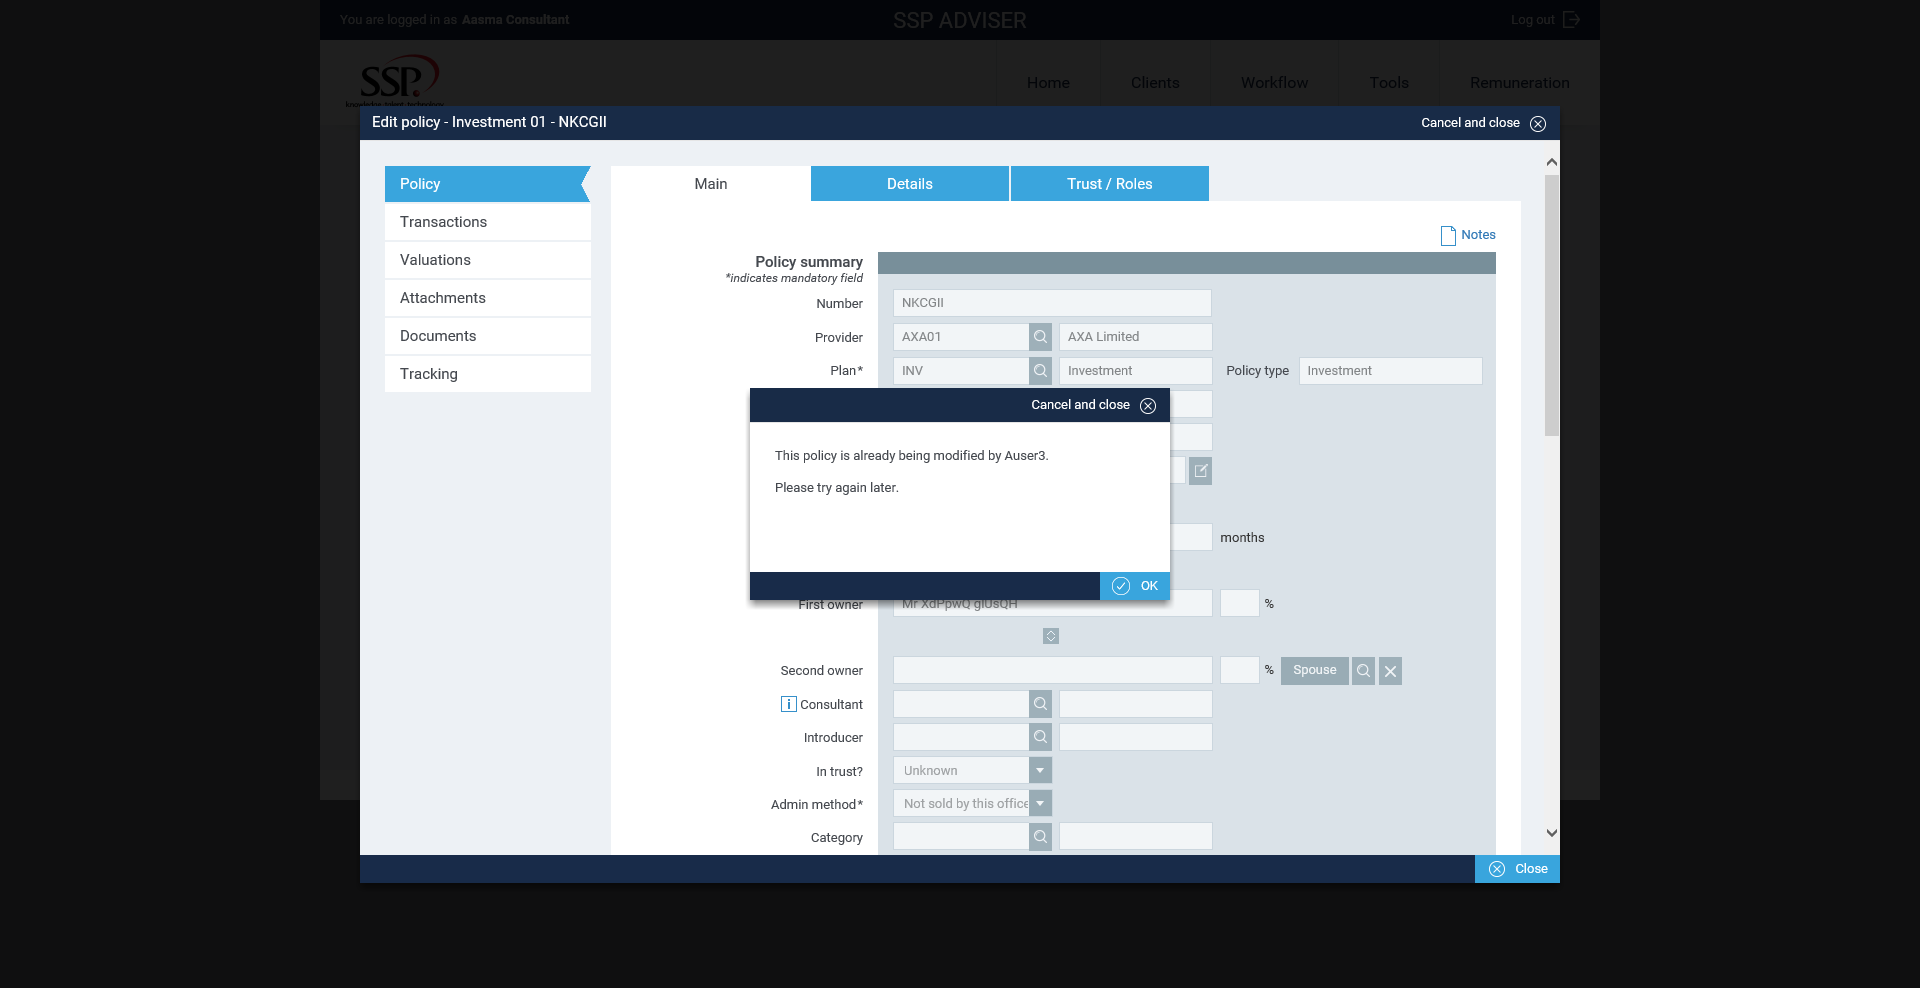 You are logged in as Aasma Consultant
SSP ADVISER
Log out
SSP
knowledge, talent, technology
Home Clients Workflow Tools Remuneration
Edit policy - Investment 01 - NKCGII
Cancel and close
Policy
Transactions
Valuations
Attachments
Documents
Tracking
Main Details Trust / Roles
Notes
Policy summary
*indicates mandatory field
Number NKCGII
Provider AXA01 AXA Limited
Plan* INV Investment Policy type Investment
Cancel and close
This policy is already being modified by Auser3.
Please try again later.
months
OK
First owner Mr XdPpwQ %
Second owner % Spouse
i Consultant
Introducer
In trust? Unknown
Admin method* Not sold by this office
Category
Close